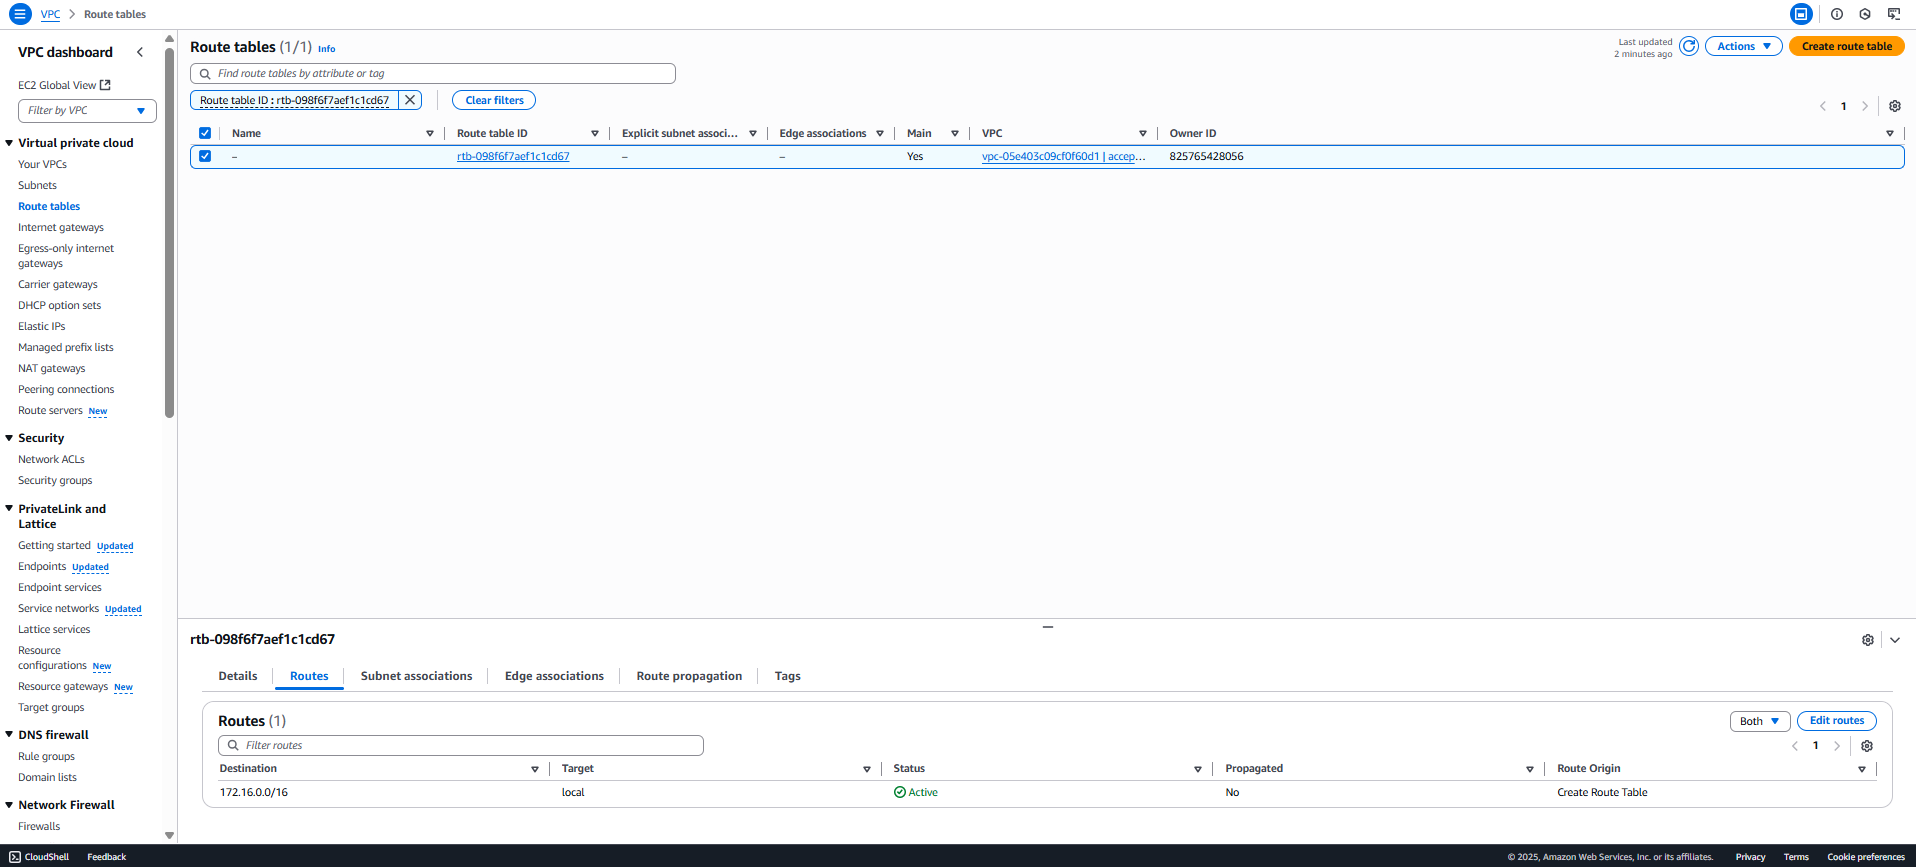 VPC > Route tables
VPC dashboard
EC2 Global View
Filter by VPC
Virtual private cloud
Your VPCs
Subnets
Route tables
Internet gateways
Egress-only internet
gateways
Carrier gateways
DHCP option sets
Elastic IPs
Managed prefix lists
NAT gateways
Peering connections
Route servers New
Security
Network ACLs
Security groups
PrivateLink and
Lattice
Getting started Updated
Endpoints Updated
Endpoint services
Service networks Updated
Lattice services
Resource
configurations New
Resource gateways New
Target groups
DNS firewall
Rule groups
Domain lists
Network Firewall
Firewalls
Route tables (1/1) Info
Last updated
2 minutes ago
Actions
Create route table
Find route tables by attribute or tag
Route table ID : rtb-098f6f7aef1c1cd67
Clear filters
1
Name Route table ID Explicit subnet associ... Edge associations Main VPC Owner ID
– rtb-098f6f7aef1c1cd67 – – Yes vpc-05e403c09cf0f60d1 | accep... 825765428056
rtb-098f6f7aef1c1cd67
Details Routes Subnet associations Edge associations Route propagation Tags
Routes (1)
Both
Edit routes
Filter routes
1
Destination Target Status Propagated Route Origin
172.16.0.0/16 local Active No Create Route Table
CloudShell Feedback © 2025, Amazon Web Services, Inc. or its affiliates. Privacy Terms Cookie preferences